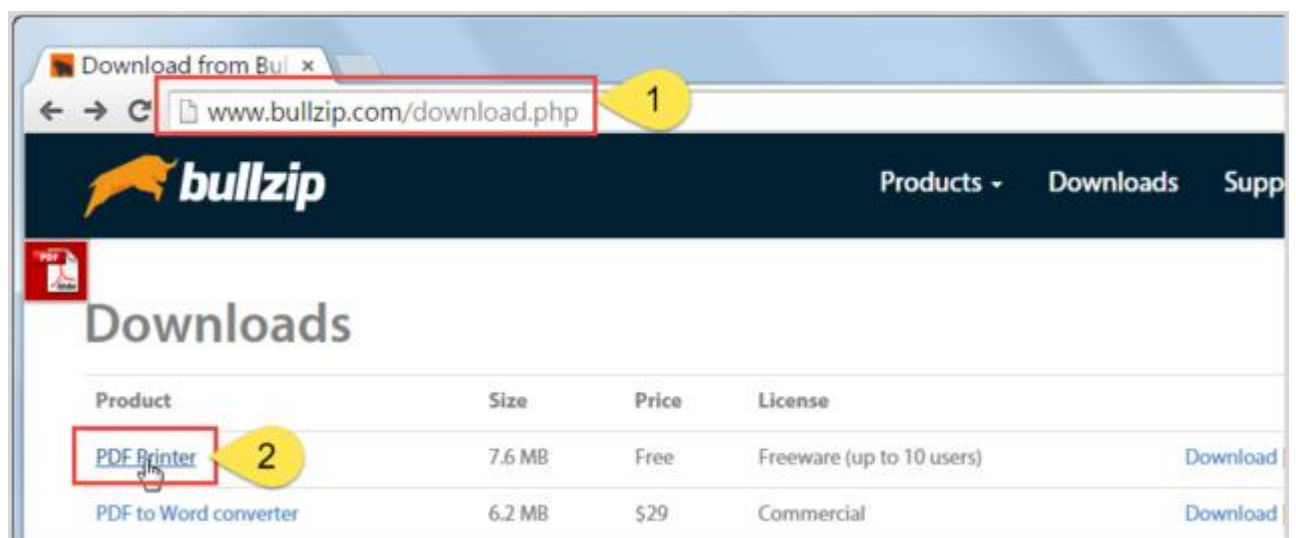 Download from Bul
1
www.bullzip.com/download.php
bullzip
Products
Downloads
Supp
PDF
Adobe
Downloads
Product Size Price License
PDF Printer 2 7.6 MB Free Freeware (up to 10 users) Download
PDF to Word converter 6.2 MB $29 Commercial Download